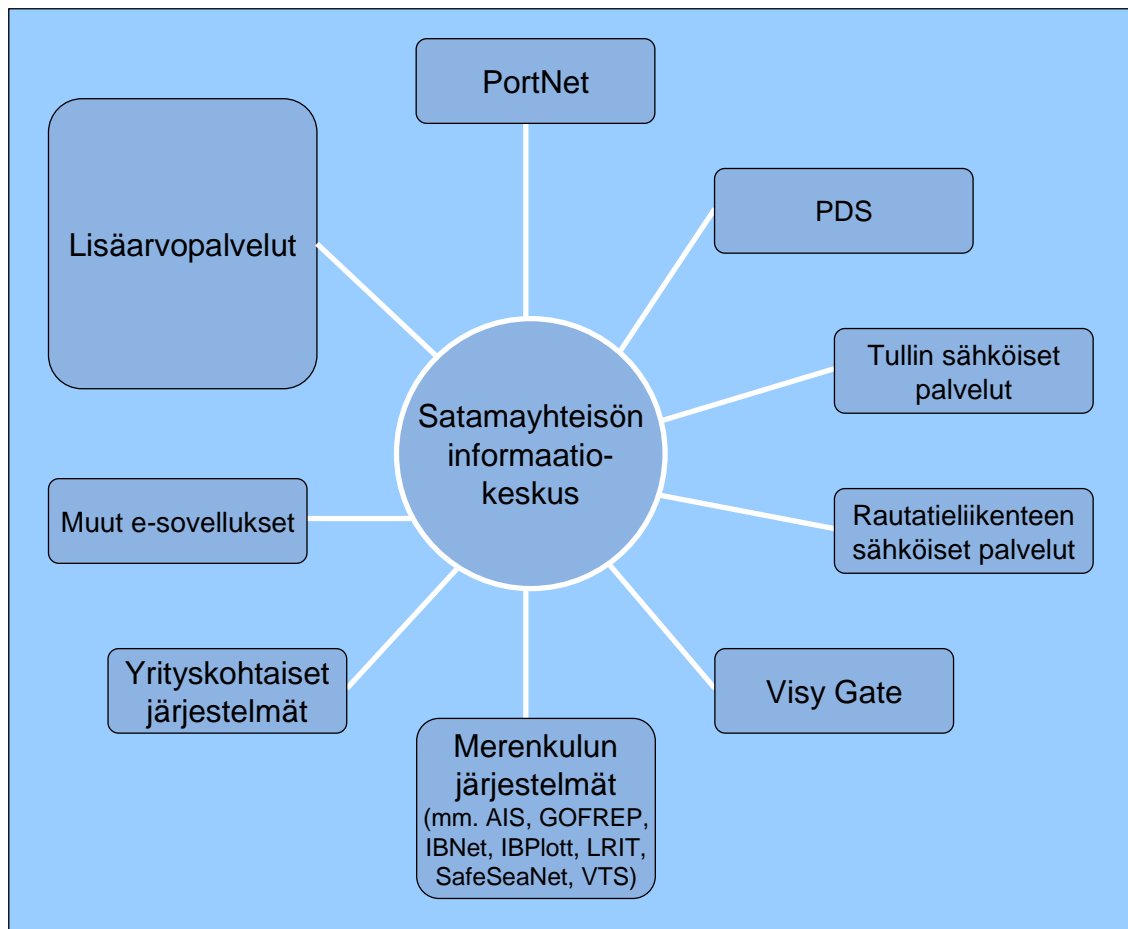 PortNet
Lisäarvopalvelut
PDS
Tullin sähköiset
palvelut
Satamayhteisön
informaatio-
keskus
Muut e-sovellukset
Rautatieliikenteen
sähköiset palvelut
Yrityskohtaiset
järjestelmät
Visy Gate
Merenkulun
järjestelmät
(mm. AIS, GOFREP,
IBNet, IBPlott, LRIT,
SafeSeaNet, VTS)